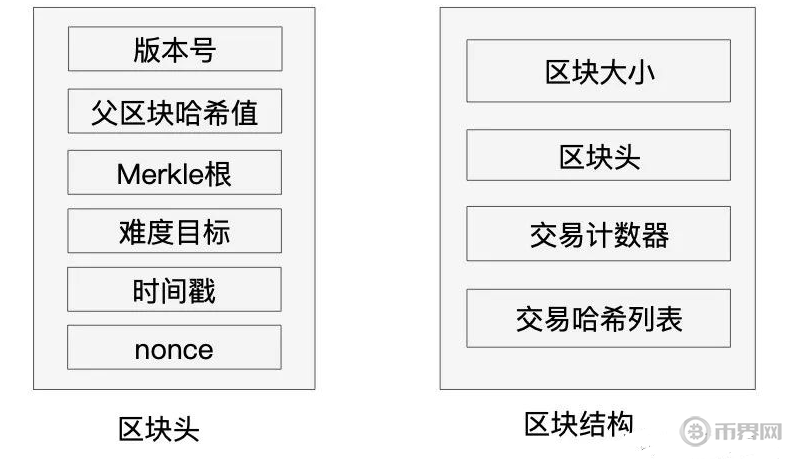 版本号
父区块哈希值
Merkle根
难度目标
时间戳
nonce
区块头
区块大小
区块头
交易计数器
交易哈希列表
区块结构
币界网